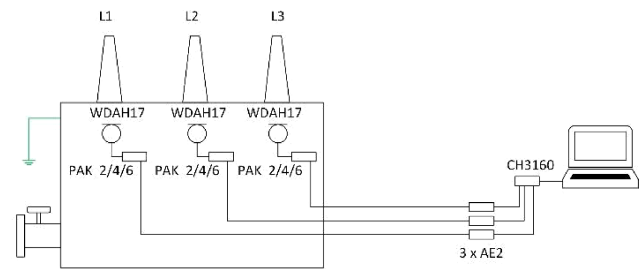 L1 L2 L3
WDAH17 WDAH17 WDAH17
PAK 2/4/6 PAK 2/4/6 PAK 2/4/6
CH3160
3 x AE2